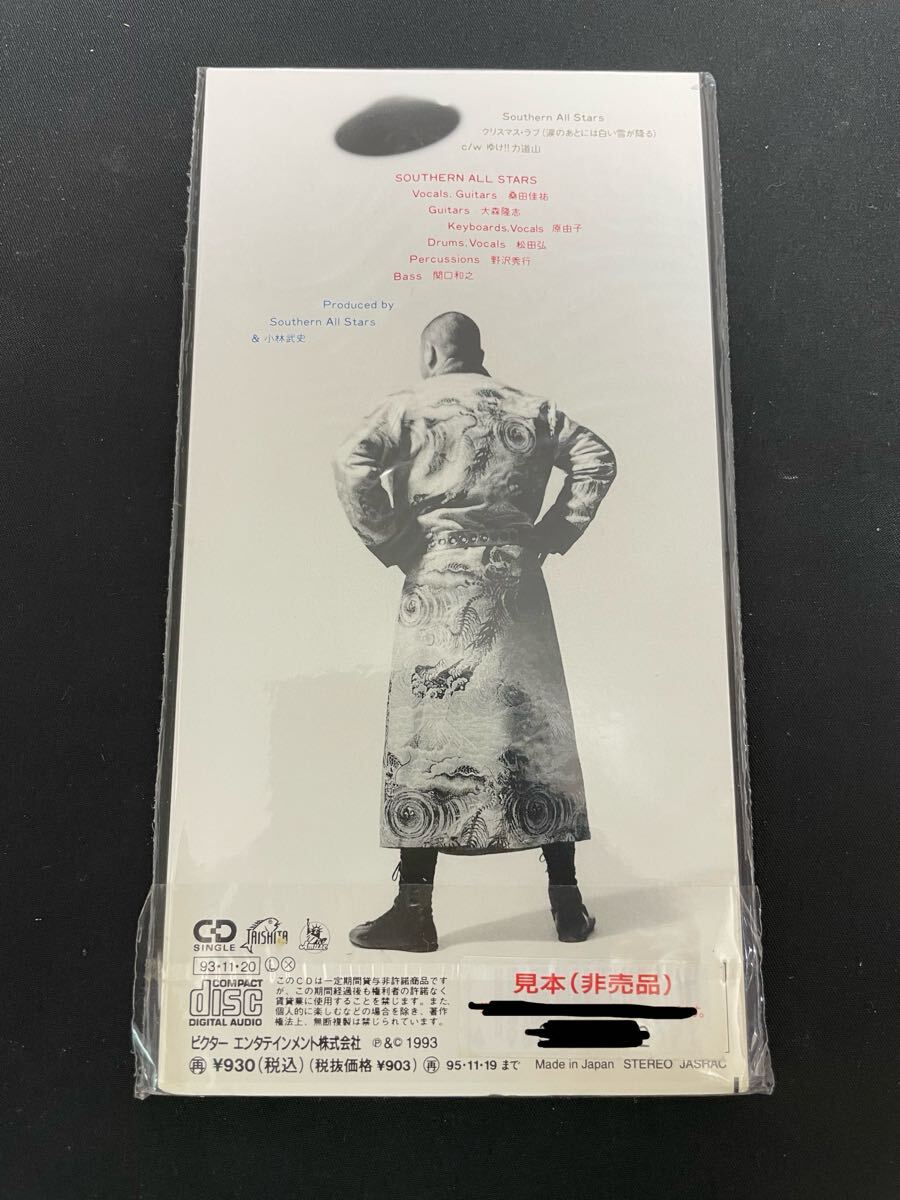 Southern All Stars
クリスマス・ラブ(涙のあとには白い雪が降る)
c/w ゆけ!!力道山
SOUTHERN ALL STARS
Vocals, Guitars 桑田佳祐
Guitars 大森隆志
Keyboards,Vocals 原由子
Drums,Vocals 松田弘
Percussions 野沢秀行
Bass 関口和之
Produced by
Southern All Stars
& 小林武史
CD
SINGLE
TAISHITA
93・11・20 Ⓛ Ⓧ
COMPACT
disc
DIGITAL AUDIO
このCDは一定期間貸与非許諾商品です
が、この期間経過後も権利者の許諾なく
賃貸業に使用することを禁じます。また、
個人的に楽しむなどの場合を除き、著作
権法上、無断複製は禁じられています。
見本(非売品)
ビクター エンタテインメント株式会社 Ⓟ&© 1993
㊢ ¥930(税込)(税抜価格 ¥903) 再 95・11・19 まで Made in Japan STEREO JASRAC